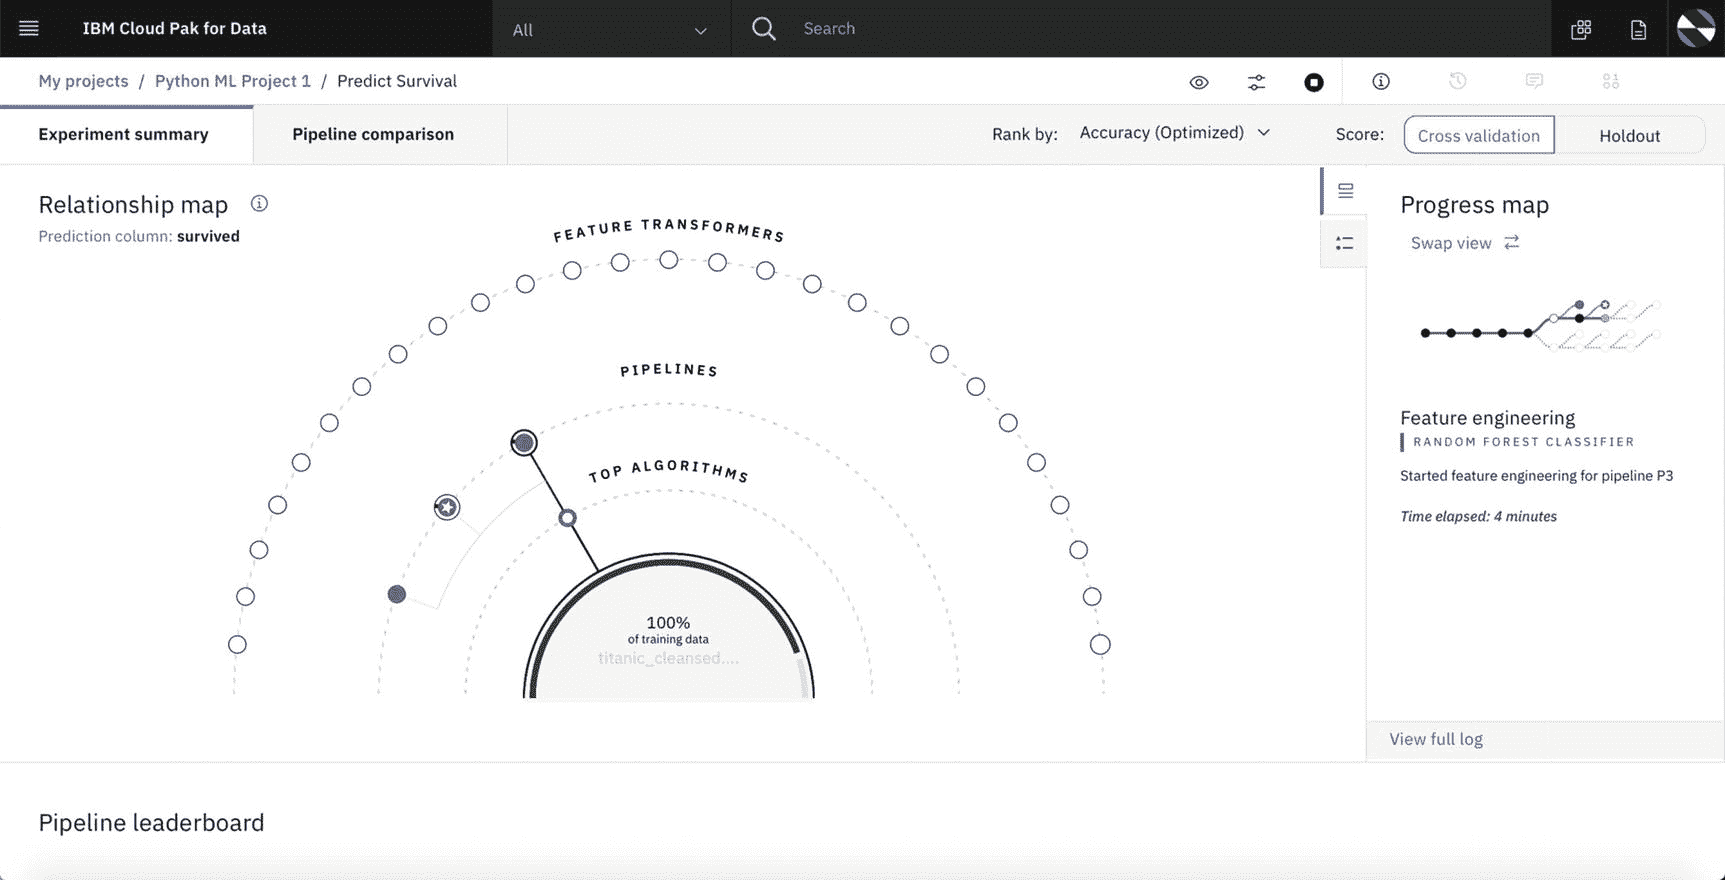 IBM Cloud Pak for Data
All
Search
My projects / Python ML Project 1 / Predict Survival
Experiment summary
Pipeline comparison
Rank by: Accuracy (Optimized)
Score: Cross validation Holdout
Relationship map
Prediction column: survived
FEATURE TRANSFORMERS
PIPELINES
TOP ALGORITHMS
100%
of training data
titanic_cleansed....
Progress map
Swap view
Feature engineering
RANDOM FOREST CLASSIFIER
Started feature engineering for pipeline P3
Time elapsed: 4 minutes
View full log
Pipeline leaderboard